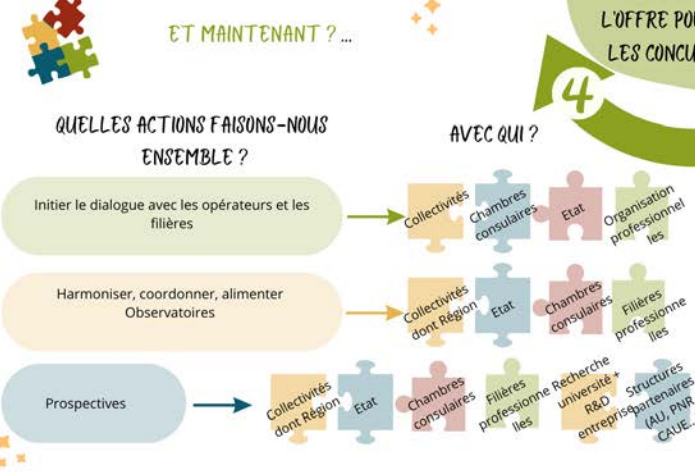 ET MAINTENANT ? ...
L'OFFRE
LES
4
QUELLES ACTIONS FAISONS-NOUS
ENSEMBLE ?
AVEC QUI ?
Initier le dialogue avec les opérateurs et les
filières
Collectivités
Chambres
consulaires
Etat
Organisation
professionnel
les
Harmoniser, coordonner, alimenter
Observatoires
Collectivités
dont Région
Etat
Chambres
consulaires
Filières
professionne
lles
Prospectives
Collectivités
dont Région
Etat
Chambres
consulaires
Filières
professionne
lles
Recherche
université +
R&D
entreprise
Structures
partenaires
(AU, PNR
CAUE...